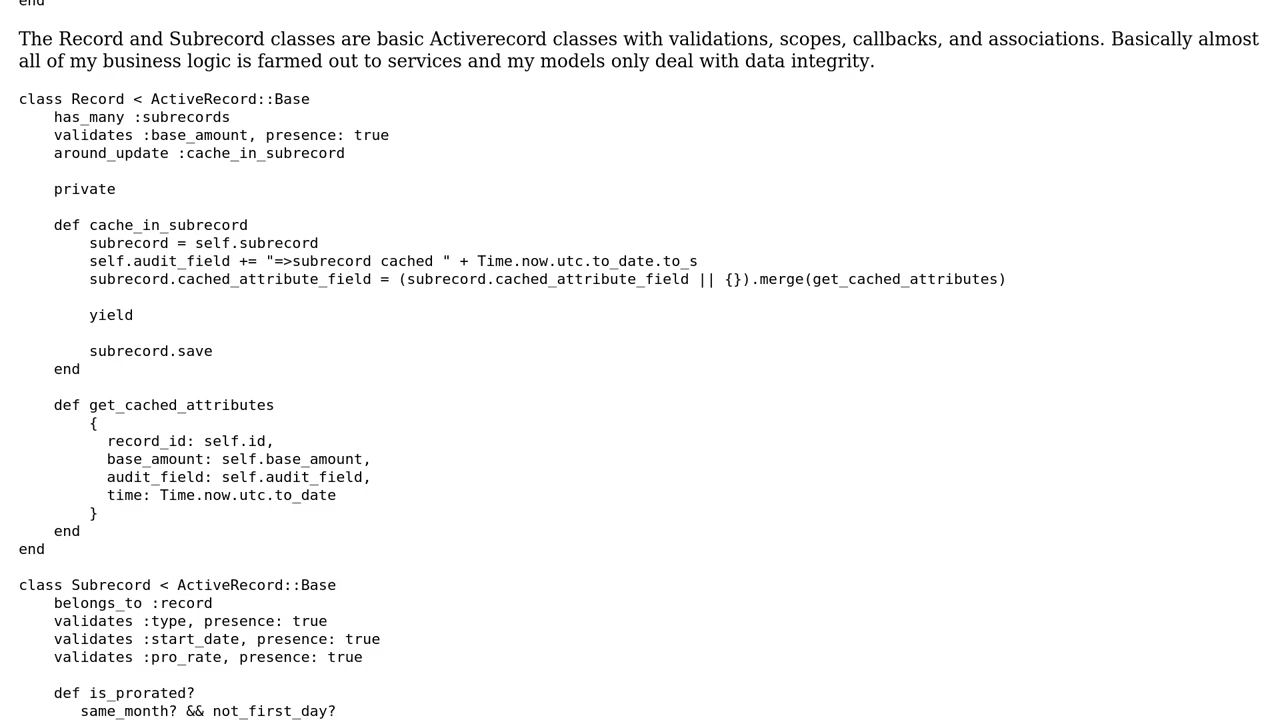 end
The Record and Subrecord classes are basic Activerecord classes with validations, scopes, callbacks, and associations. Basically almost
all of my business logic is farmed out to services and my models only deal with data integrity.
class Record < ActiveRecord::Base
    has_many :subrecords
    validates :base_amount, presence: true
    around_update :cache_in_subrecord

    private

    def cache_in_subrecord
        subrecord = self.subrecord
        self.audit_field += "=>subrecord cached " + Time.now.utc.to_date.to_s
        subrecord.cached_attribute_field = (subrecord.cached_attribute_field || {}).merge(get_cached_attributes)

        yield

        subrecord.save
    end

    def get_cached_attributes
        {
          record_id: self.id,
          base_amount: self.base_amount,
          audit_field: self.audit_field,
          time: Time.now.utc.to_date
        }
    end
end

class Subrecord < ActiveRecord::Base
    belongs_to :record
    validates :type, presence: true
    validates :start_date, presence: true
    validates :pro_rate, presence: true

    def is_prorated?
       same_month? && not_first_day?